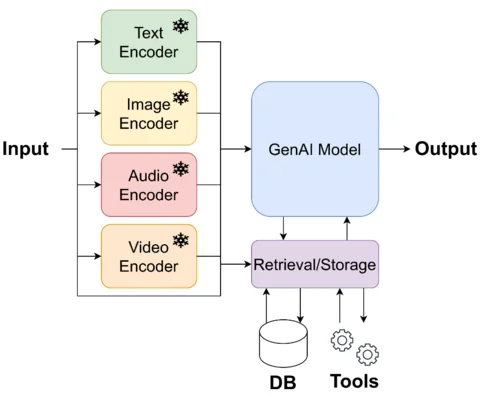 Text
Encoder
Image
Encoder
Input
GenAI Model
Output
Audio
Encoder
Video
Encoder
Retrieval/Storage
DB
Tools